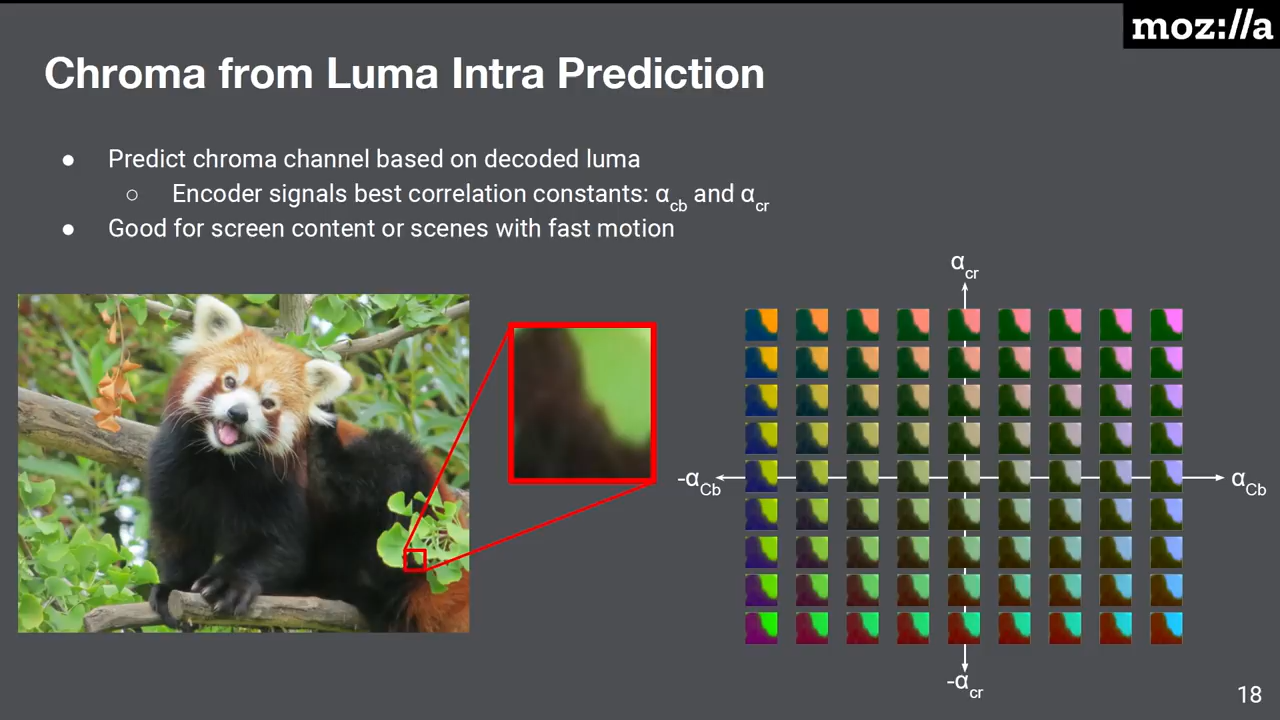 moz://a
Chroma from Luma Intra Prediction
● Predict chroma channel based on decoded luma
○ Encoder signals best correlation constants: αcb and αcr
● Good for screen content or scenes with fast motion
αcr
-αCb
αCb
-αcr
18